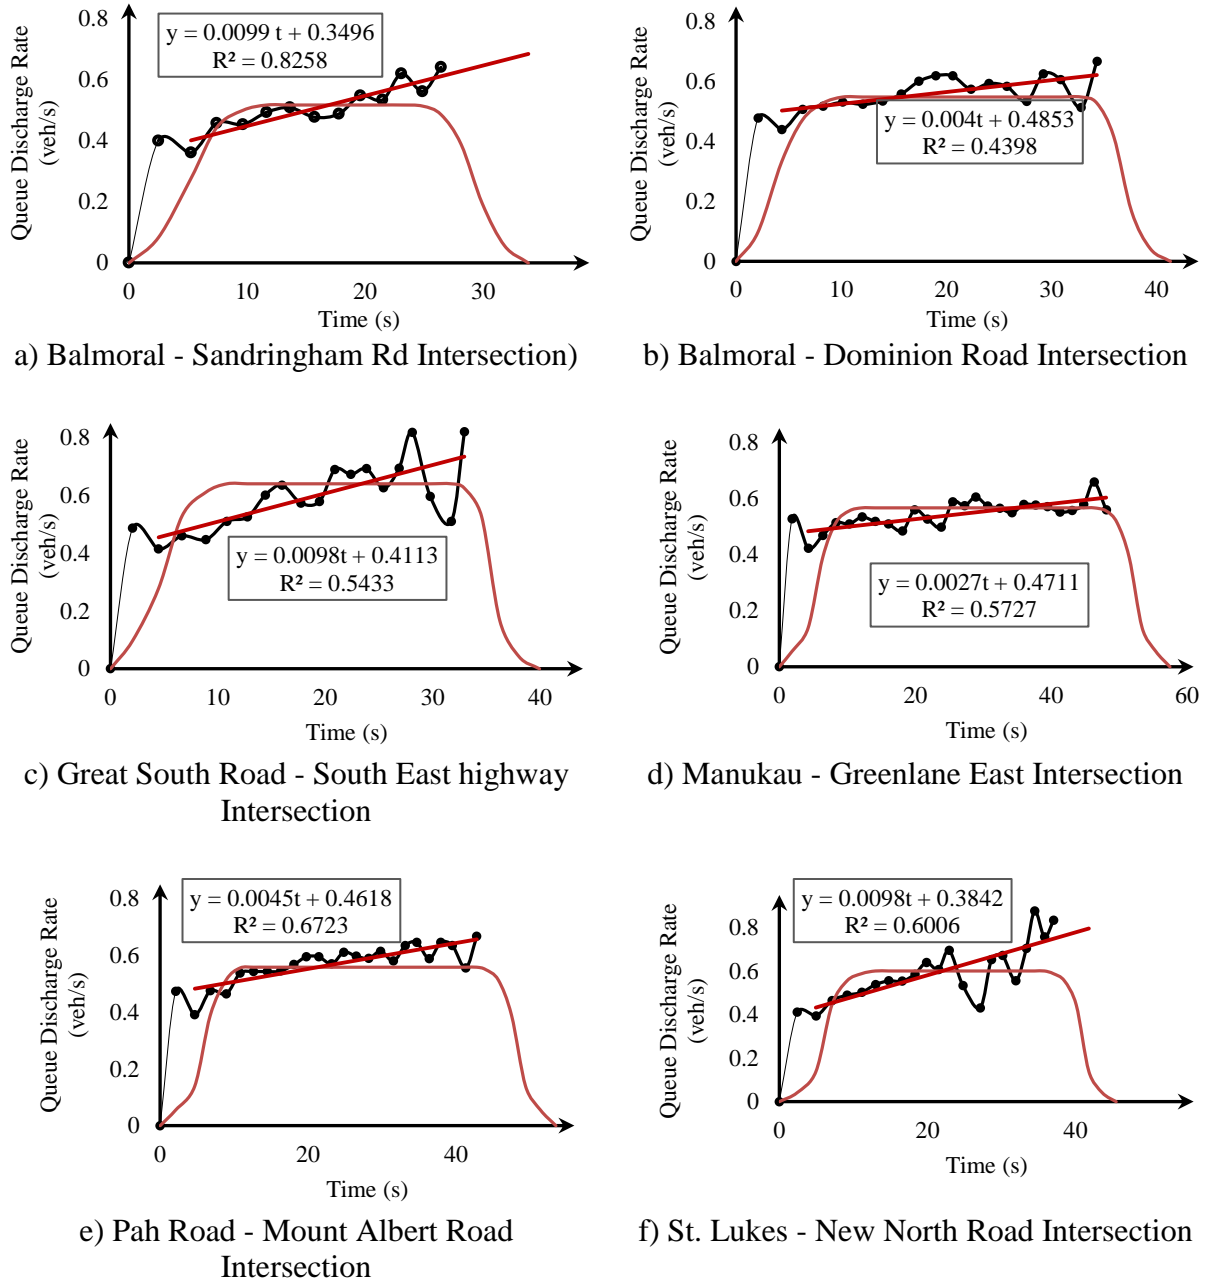 Queue Discharge Rate
(veh/s)
0.8
0.6
0.4
0.2
0
y = 0.0099 t + 0.3496
R² = 0.8258
0 10 20 30
Time (s)
a) Balmoral - Sandringham Rd Intersection)
Queue Discharge Rate
(veh/s)
0.8
0.6
0.4
0.2
0
y = 0.004t + 0.4853
R² = 0.4398
0 10 20 30 40
Time (s)
b) Balmoral - Dominion Road Intersection
Queue Discharge Rate
(veh/s)
0.8
0.6
0.4
0.2
0
y = 0.0098t + 0.4113
R² = 0.5433
0 10 20 30 40
Time (s)
c) Great South Road - South East highway
Intersection
Queue Discharge Rate
(veh/s)
0.8
0.6
0.4
0.2
0
y = 0.0027t + 0.4711
R² = 0.5727
0 20 40 60
Time (s)
d) Manukau - Greenlane East Intersection
Queue Discharge Rate
(veh/s)
0.8
0.6
0.4
0.2
0
y = 0.0045t + 0.4618
R² = 0.6723
0 20 40
Time (s)
e) Pah Road - Mount Albert Road
Intersection
Queue Discharge Rate
(veh/s)
0.8
0.6
0.4
0.2
0
y = 0.0098t + 0.3842
R² = 0.6006
0 20 40
Time (s)
f) St. Lukes - New North Road Intersection